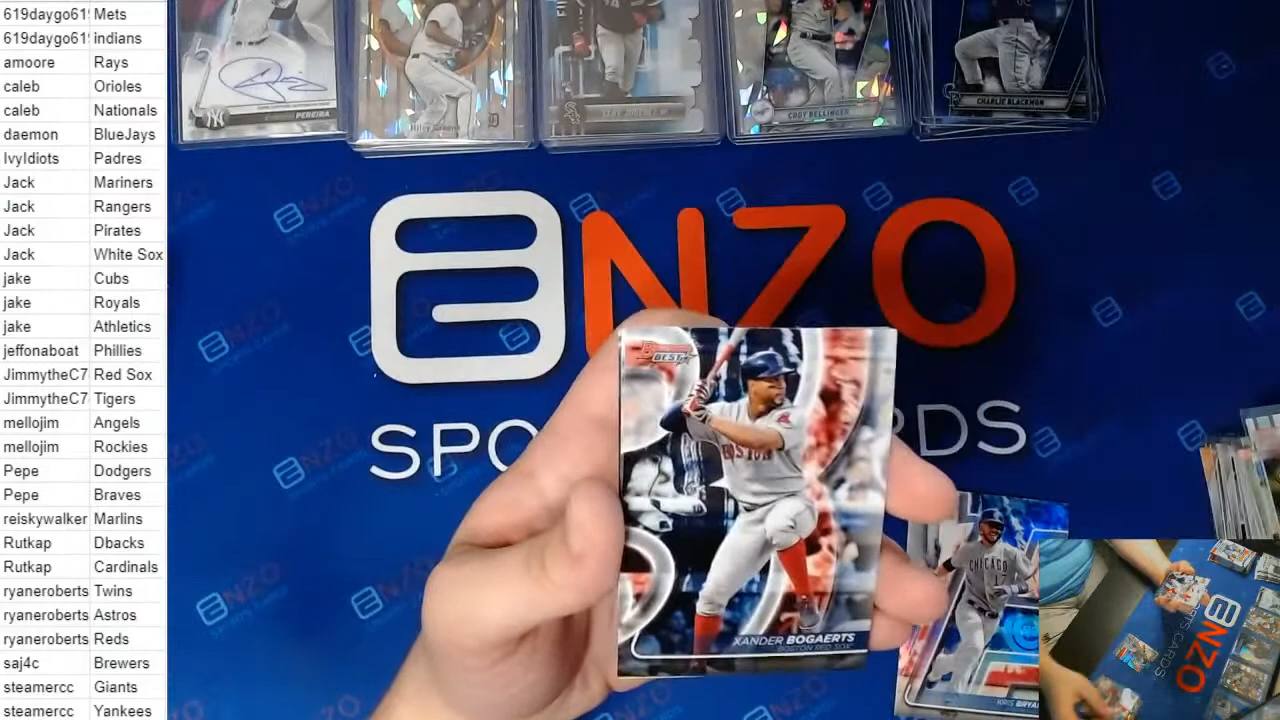 619daygo61 Mets
619daygo61 indians
amoore Rays
caleb Orioles
caleb Nationals
daemon BlueJays
IvyIdiots Padres
Jack Mariners
Jack Rangers
Jack Pirates
Jack White Sox
jake Cubs
jake Royals
jake Athletics
jeffonaboat Phillies
JimmytheC7 Red Sox
JimmytheC7 Tigers
mellojim Angels
mellojim Rockies
Pepe Dodgers
Pepe Braves
reiskywalker Marlins
Rutkap Dbacks
Rutkap Cardinals
ryaneroberts Twins
ryaneroberts Astros
ryaneroberts Reds
saj4c Brewers
steamercc Giants
steamercc Yankees
PEREIRA
CODY BELLINGER
CHARLIE BLACKMON
ENZO
SPO RDS
BEST
BOSTON
XANDER BOGAERTS
BOSTON RED SOX
CHICAGO
17
KRIS BRYA
ENZO